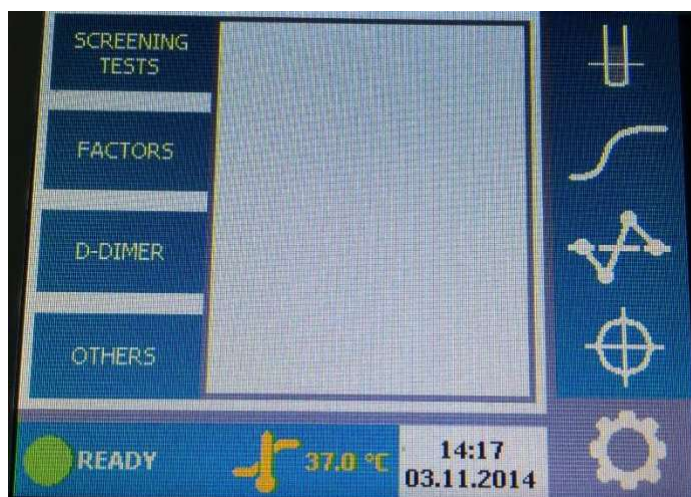 SCREENING
TESTS
FACTORS
D-DIMER
OTHERS
READY
37.0 °C
14:17
03.11.2014